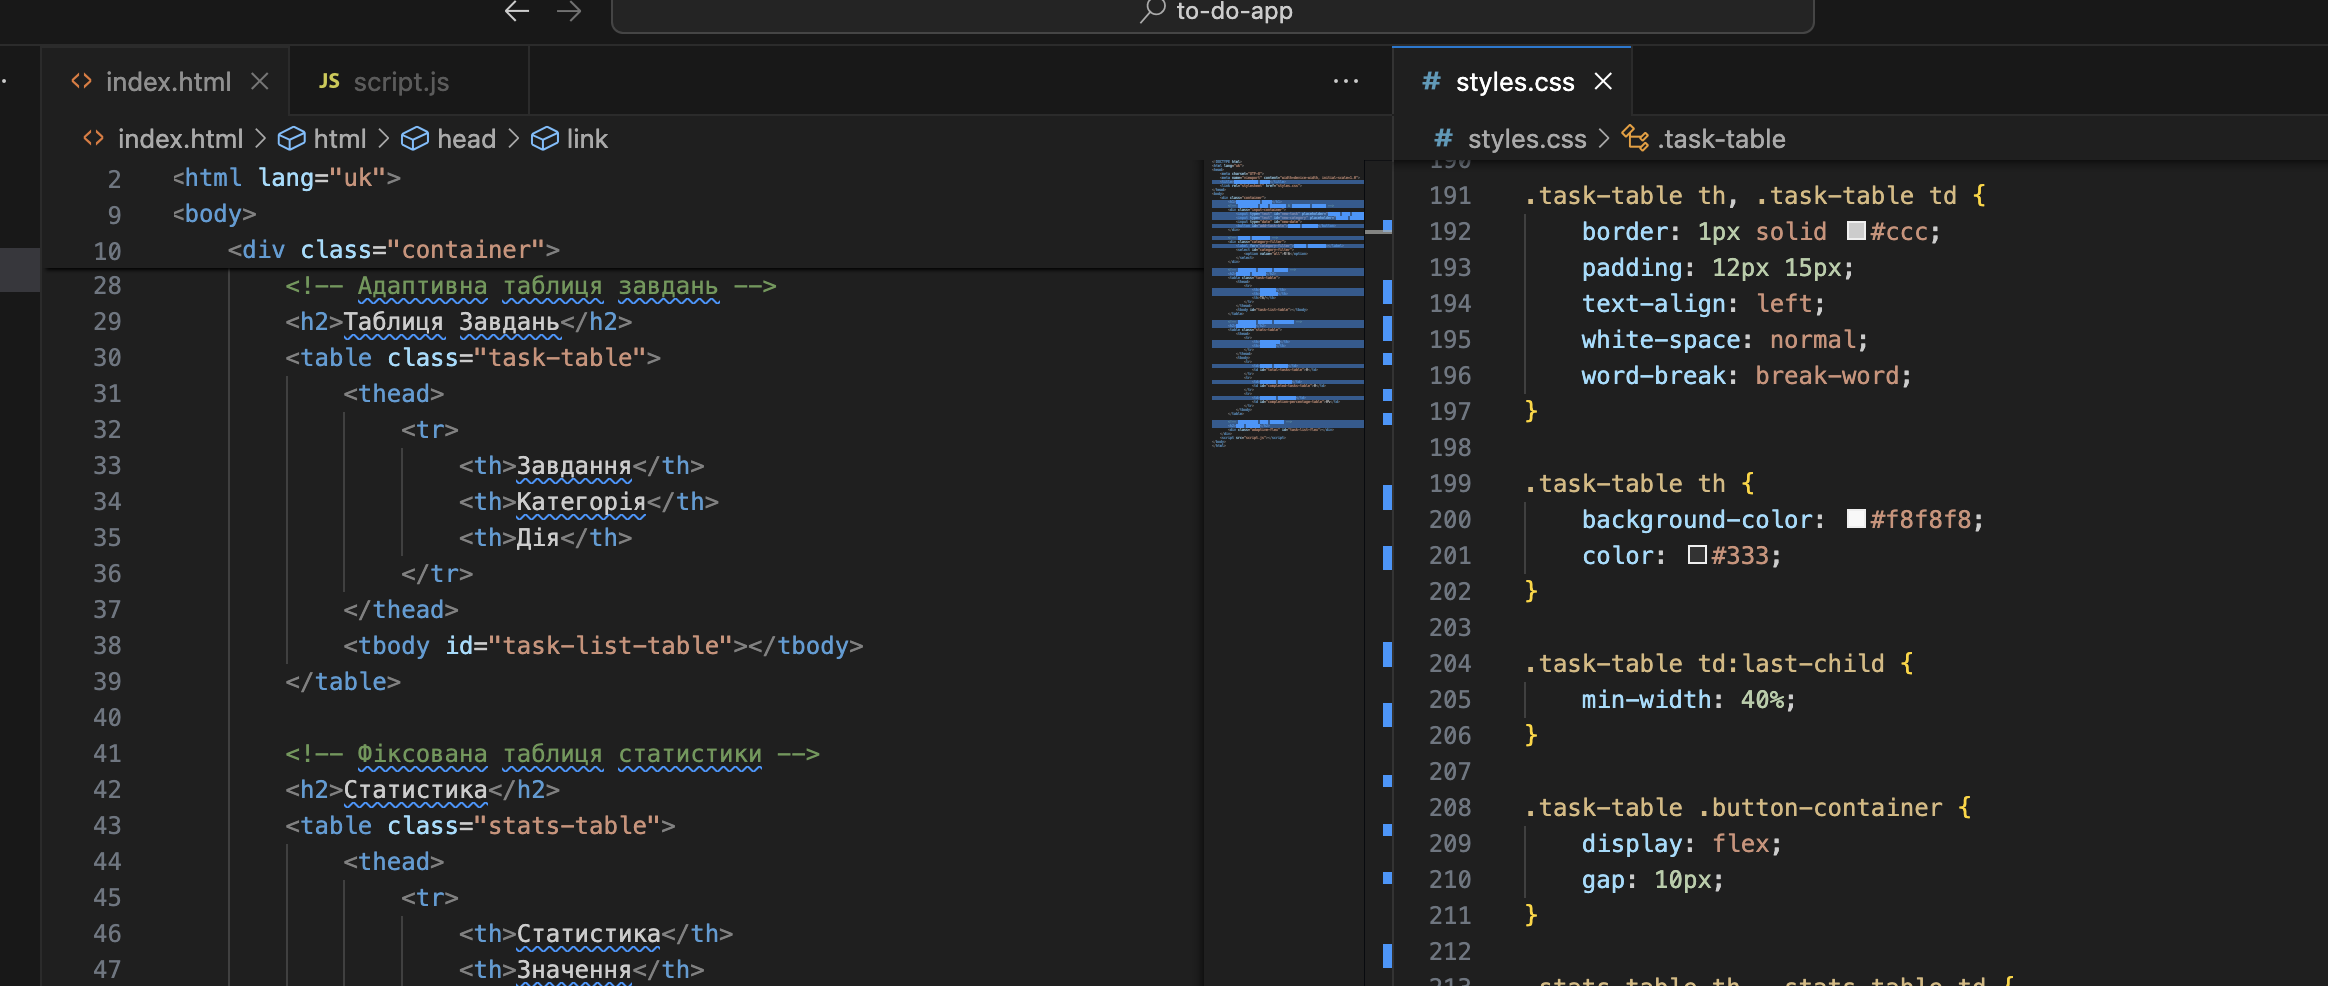 to-do-app
index.html
JS script.js
index.html > html > head > link
2 <html lang="uk">
9 <body>
10 <div class="container">
28 <!-- Адаптивна таблиця завдань -->
29 <h2>Таблиця Завдань</h2>
30 <table class="task-table">
31 <thead>
32 <tr>
33 <th>Завдання</th>
34 <th>Категорія</th>
35 <th>Дія</th>
36 </tr>
37 </thead>
38 <tbody id="task-list-table"></tbody>
39 </table>
40
41 <!-- Фіксована таблиця статистики -->
42 <h2>Статистика</h2>
43 <table class="stats-table">
44 <thead>
45 <tr>
46 <th>Статистика</th>
47 <th>Значення</th>
# styles.css
# styles.css > .task-table
190
191 .task-table th, .task-table td {
192 border: 1px solid #ccc;
193 padding: 12px 15px;
194 text-align: left;
195 white-space: normal;
196 word-break: break-word;
197 }
198
199 .task-table th {
200 background-color: #f8f8f8;
201 color: #333;
202 }
203
204 .task-table td:last-child {
205 min-width: 40%;
206 }
207
208 .task-table .button-container {
209 display: flex;
210 gap: 10px;
211 }
212
213 .stats-table th, .stats-table td {